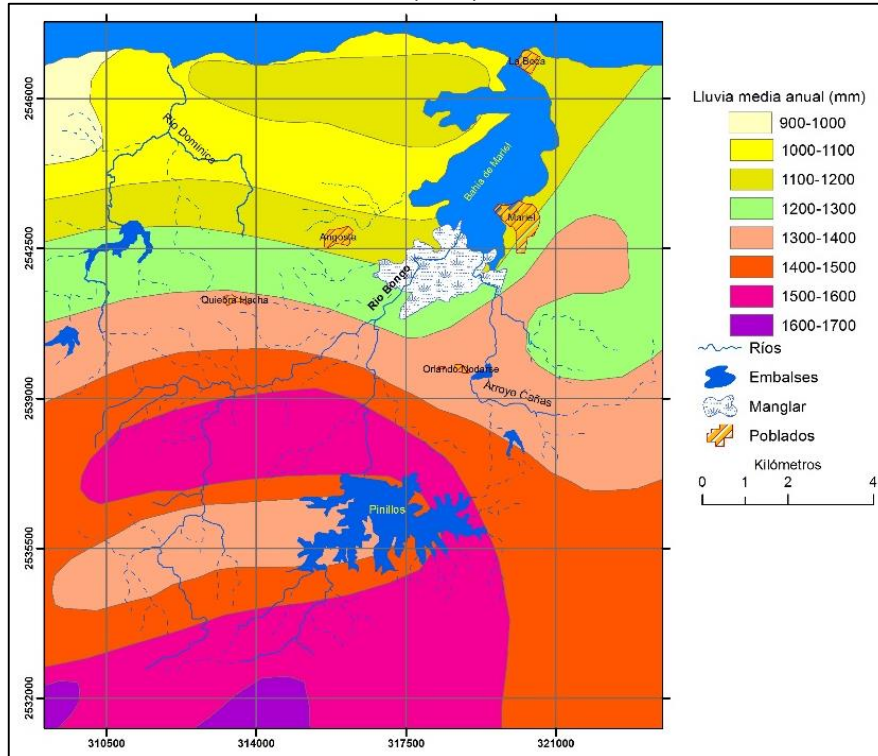 La Boca
2546000
Río Dominica
Bahía de Mariel
Mariel
2542500
Angosta
Río Bongo
Quiebra Hacha
Orlando Nodarse
2539000
Arroyo Cañas
Pinillos
2535500
2532000
310500
314000
317500
321000
Lluvia media anual (mm)
900-1000
1000-1100
1100-1200
1200-1300
1300-1400
1400-1500
1500-1600
1600-1700
Ríos
Embalses
Manglar
Poblados
Kilómetros
0 1 2 4